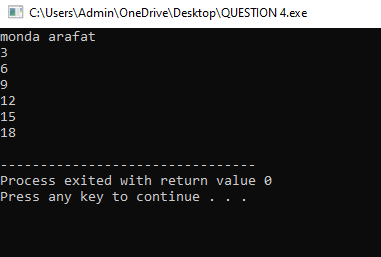 C:\Users\Admin\OneDrive\Desktop\QUESTION 4.exe
monda arafat
3
6
9
12
15
18
--------------------------------
Process exited with return value 0
Press any key to continue . . .